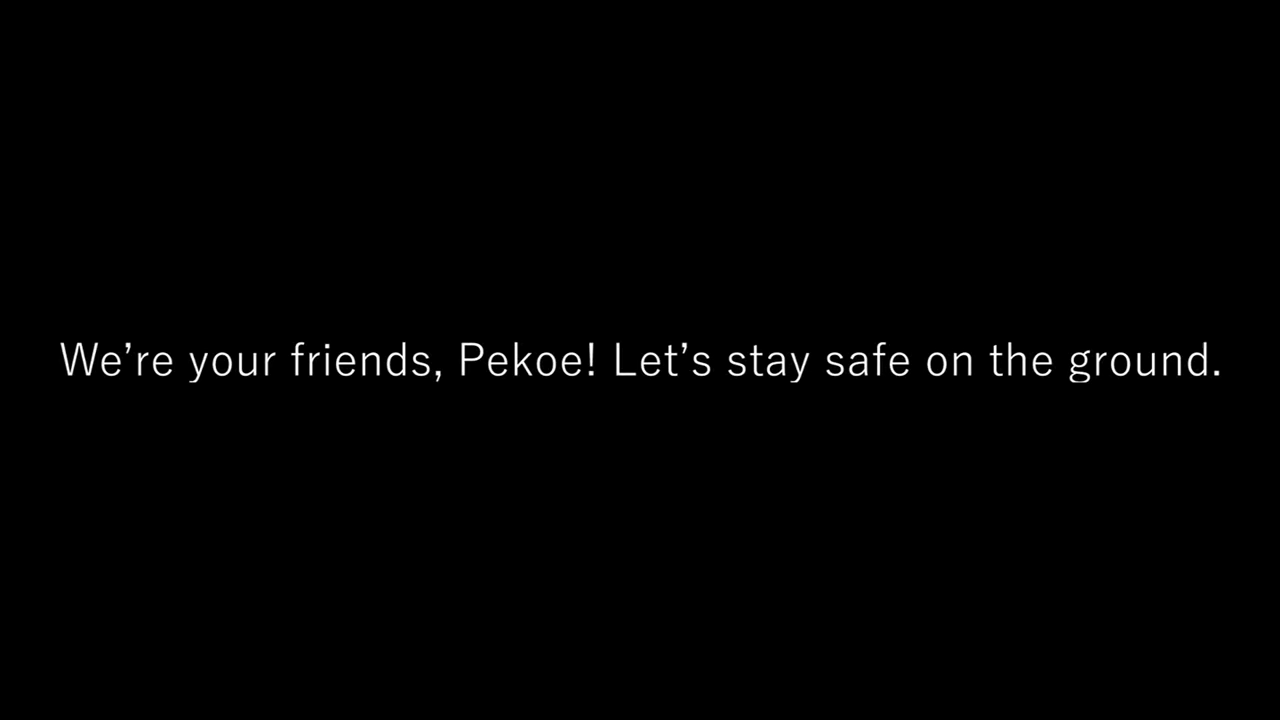 We’re your friends, Pekoe! Let’s stay safe on the ground.